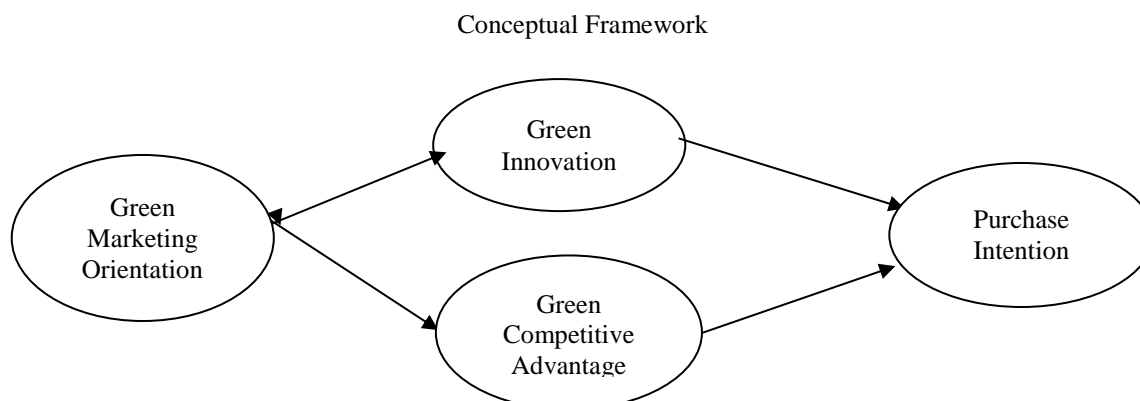 Conceptual Framework
Green
Innovation
Green
Marketing
Orientation
Purchase
Intention
Green
Competitive
Advantage